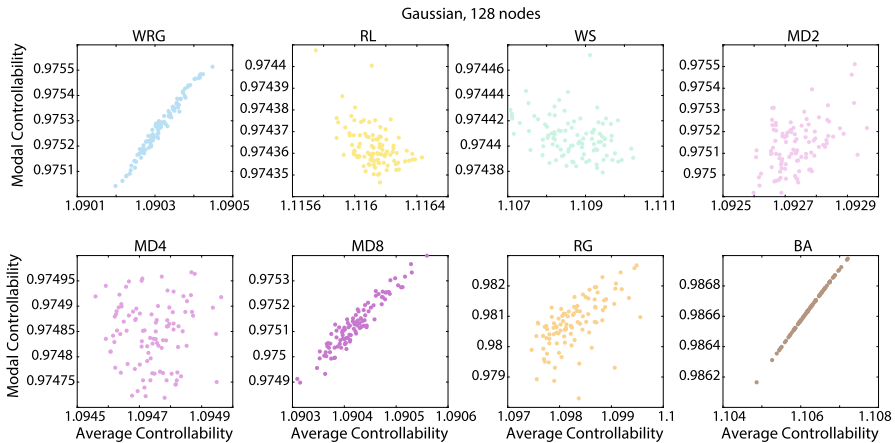 Gaussian, 128 nodes
WRG RL WS MD2
Modal Controllability
0.9755
0.9754
0.9753
0.9752
0.9751
1.0901 1.0903 1.0905
0.9744
0.97439
0.97438
0.97437
0.97436
0.97435
1.1156 1.116 1.1164
0.97446
0.97444
0.97442
0.9744
0.97438
1.107 1.109 1.111
0.9755
0.9754
0.9753
0.9752
0.9751
0.975
1.0925 1.0927 1.0929
MD4 MD8 RG BA
Modal Controllability
0.97495
0.9749
0.97485
0.9748
0.97475
1.0945 1.0947 1.0949
0.9753
0.9752
0.9751
0.975
0.9749
1.0903 1.0904 1.0905 1.0906
0.982
0.981
0.98
0.979
1.097 1.098 1.099 1.1
0.9868
0.9866
0.9864
0.9862
1.104 1.106 1.108
Average Controllability Average Controllability Average Controllability Average Controllability